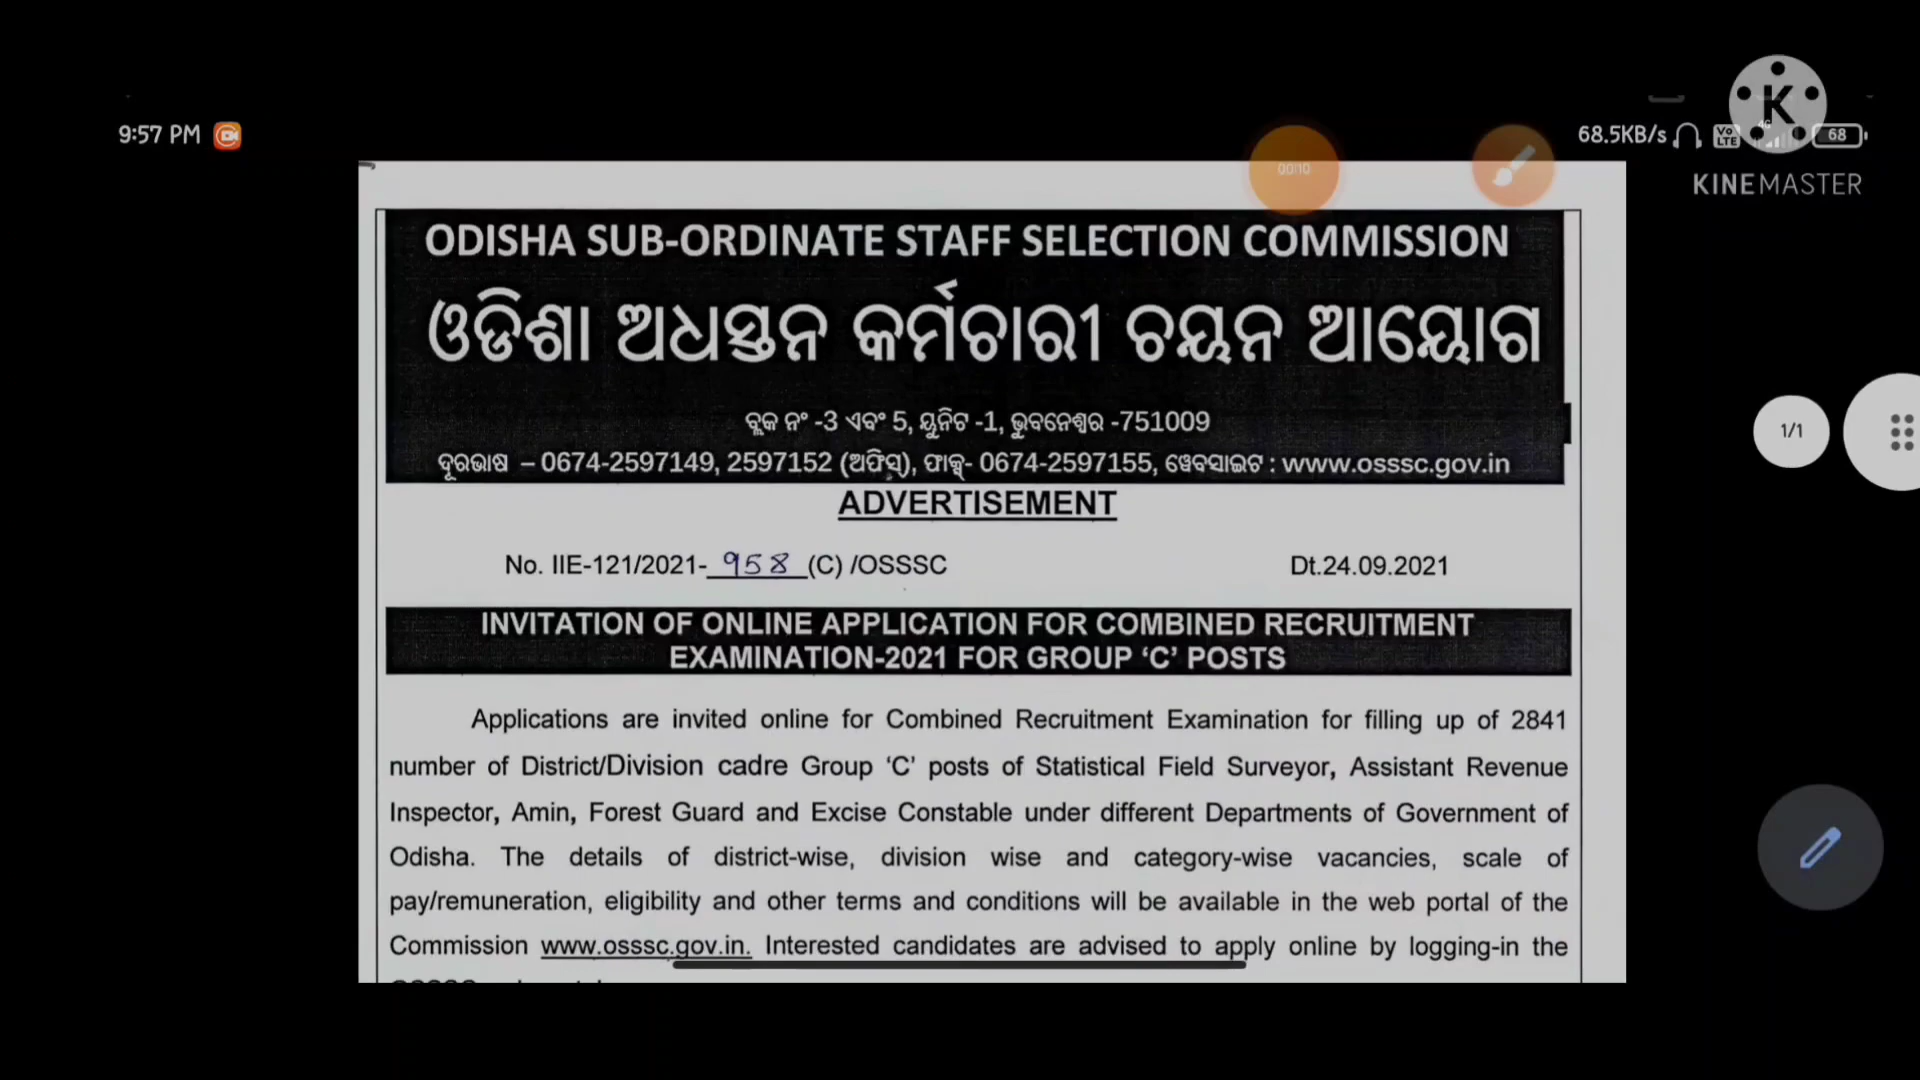 9:57 PM
68.5KB/s
Vo LTE
4G
68
K
KINEMASTER
00:10
ODISHA SUB-ORDINATE STAFF SELECTION COMMISSION
ଓଡିଶା ଅଧସ୍ତନ କର୍ମଚାରୀ ଚୟନ ଆୟୋଗ
ବ୍ଲକ ନଂ -3 ଏବଂ 5, ୟୁନିଟ -1, ଭୁବନେଶ୍ୱର -751009
ଦୂରଭାଷ – 0674-2597149, 2597152 (ଅଫିସ୍), ଫାକ୍ସ- 0674-2597155, ୱେବସାଇଟ : www.osssc.gov.in
ADVERTISEMENT
No. IIE-121/2021- 958 (C) /OSSSC Dt.24.09.2021
INVITATION OF ONLINE APPLICATION FOR COMBINED RECRUITMENT
EXAMINATION-2021 FOR GROUP ‘C’ POSTS
Applications are invited online for Combined Recruitment Examination for filling up of 2841
number of District/Division cadre Group ‘C’ posts of Statistical Field Surveyor, Assistant Revenue
Inspector, Amin, Forest Guard and Excise Constable under different Departments of Government of
Odisha. The details of district-wise, division wise and category-wise vacancies, scale of
pay/remuneration, eligibility and other terms and conditions will be available in the web portal of the
Commission www.osssc.gov.in. Interested candidates are advised to apply online by logging-in the
1/1